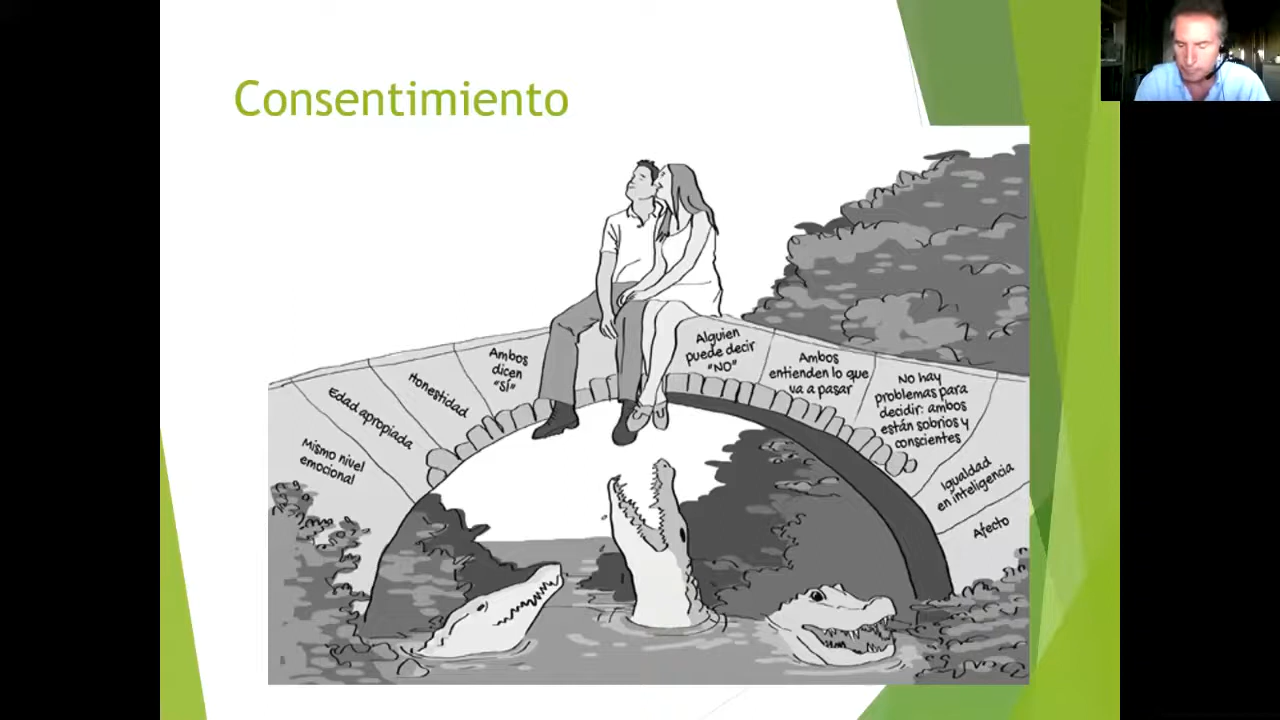 Consentimiento
Mismo nivel
emocional
Edad apropiada
Honestidad
Ambos
dicen
"SÍ"
Alguien
puede decir
"NO"
Ambos
entienden lo que
va a pasar
No hay
problemas para
decidir: ambos
están sobrios y
conscientes
Igualdad
en inteligencia
Afecto